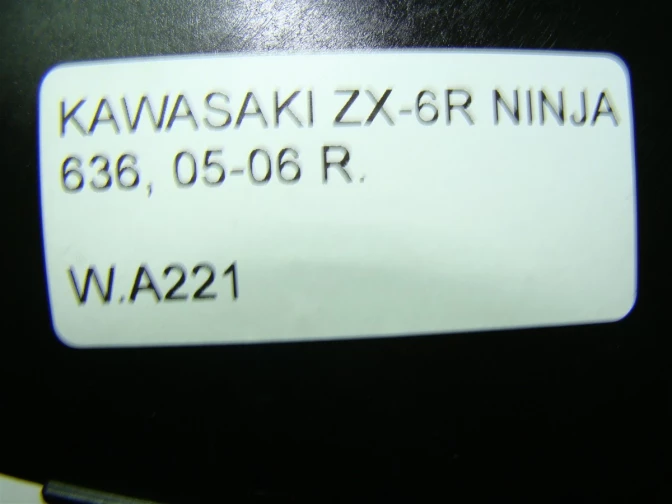 KAWASAKI ZX-6R NINJA
636, 05-06 R.
W.A221